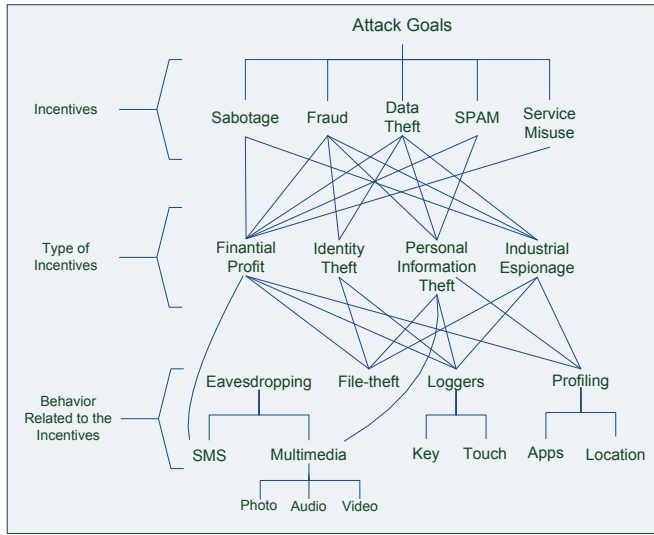 Attack Goals
Incentives
Sabotage
Fraud
Data
Theft
SPAM
Service
Misuse
Type of
Incentives
Finantial
Profit
Identity
Theft
Personal
Information
Theft
Industrial
Espionage
Behavior
Related to the
Incentives
Eavesdropping
File-theft
Loggers
Profiling
SMS
Multimedia
Key
Touch
Apps
Location
Photo
Audio
Video